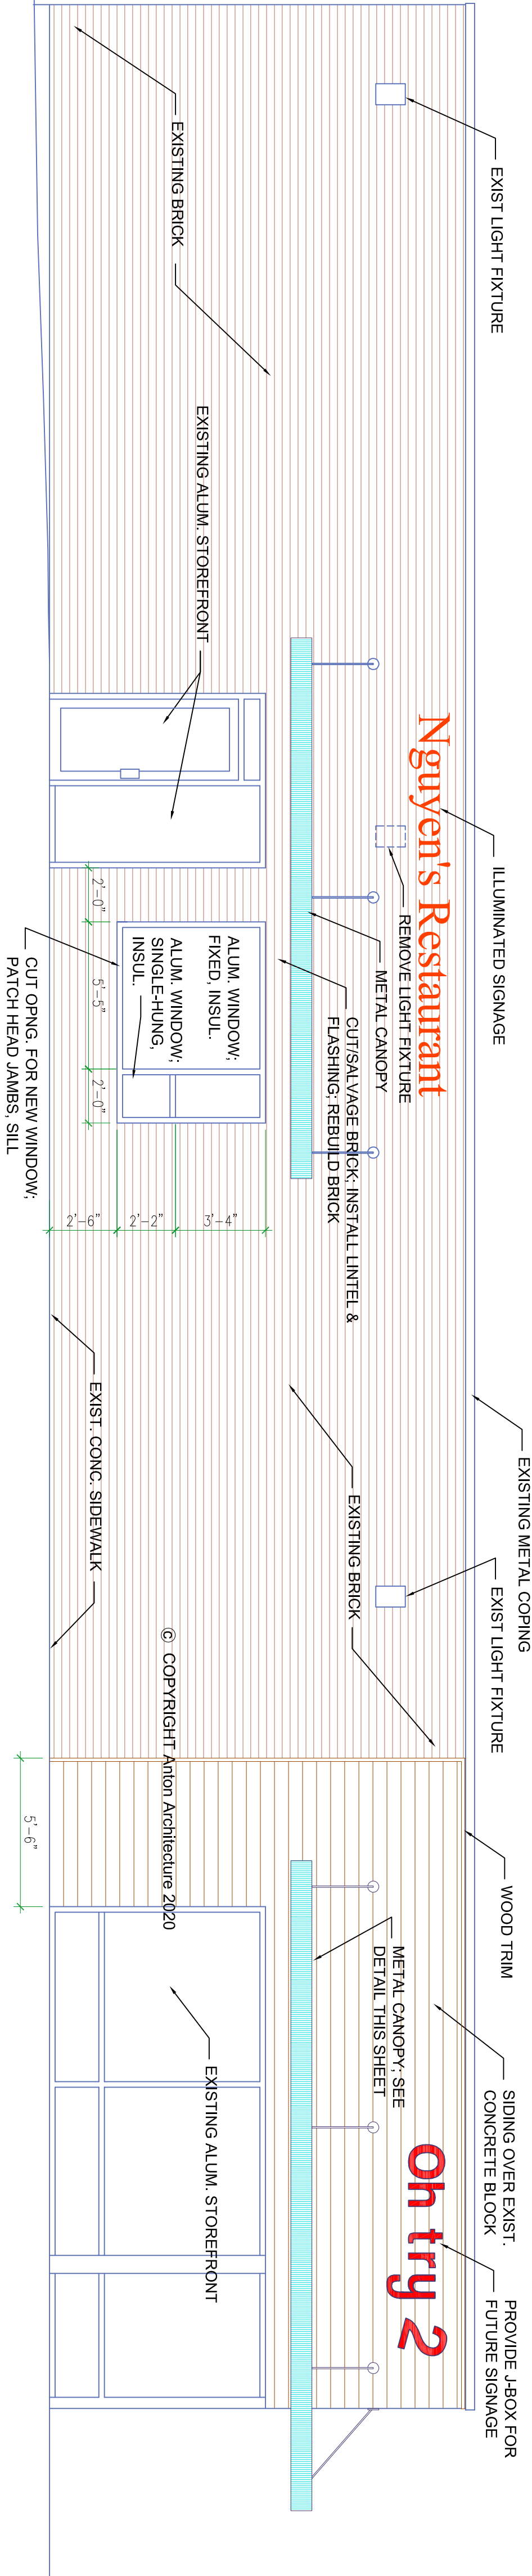 EXIST LIGHT FIXTURE
ILLUMINATED SIGNAGE
EXISTING METAL COPING
EXIST LIGHT FIXTURE
WOOD TRIM
SIDING OVER EXIST.
CONCRETE BLOCK
PROVIDE J-BOX FOR
FUTURE SIGNAGE
Nguyen's Restaurant
Oh try 2
REMOVE LIGHT FIXTURE
METAL CANOPY
CUT/SALVAGE BRICK; INSTALL LINTEL &
FLASHING; REBUILD BRICK
EXISTING BRICK
METAL CANOPY; SEE
DETAIL THIS SHEET
EXISTING BRICK
EXISTING ALUM. STOREFRONT
ALUM. WINDOW;
FIXED, INSUL.
ALUM. WINDOW;
SINGLE-HUNG,
INSUL.
3'-4"
2'-2"
2'-6"
© COPYRIGHT Anton Architecture 2020
EXISTING ALUM. STOREFRONT
2'-0"
5'-5"
2'-0"
EXIST. CONC. SIDEWALK
CUT OPNG. FOR NEW WINDOW;
PATCH HEAD JAMBS, SILL
5'-6"